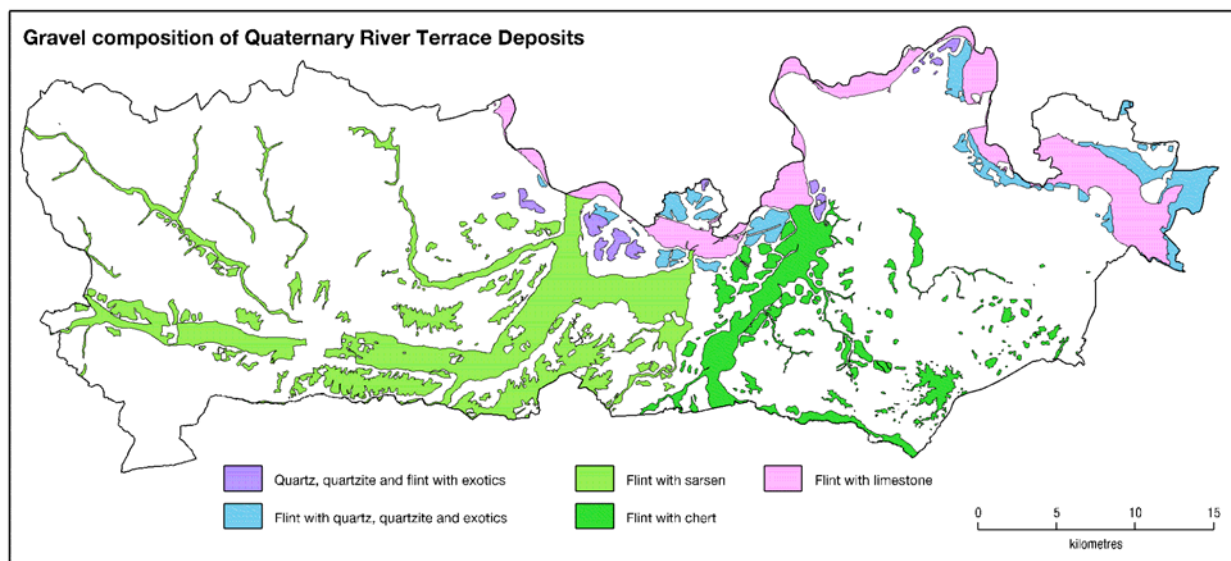 Gravel composition of Quaternary River Terrace Deposits
Quartz, quartzite and flint with exotics
Flint with sarsen
Flint with limestone
Flint with quartz, quartzite and exotics
Flint with chert
0 5 10 15
kilometres